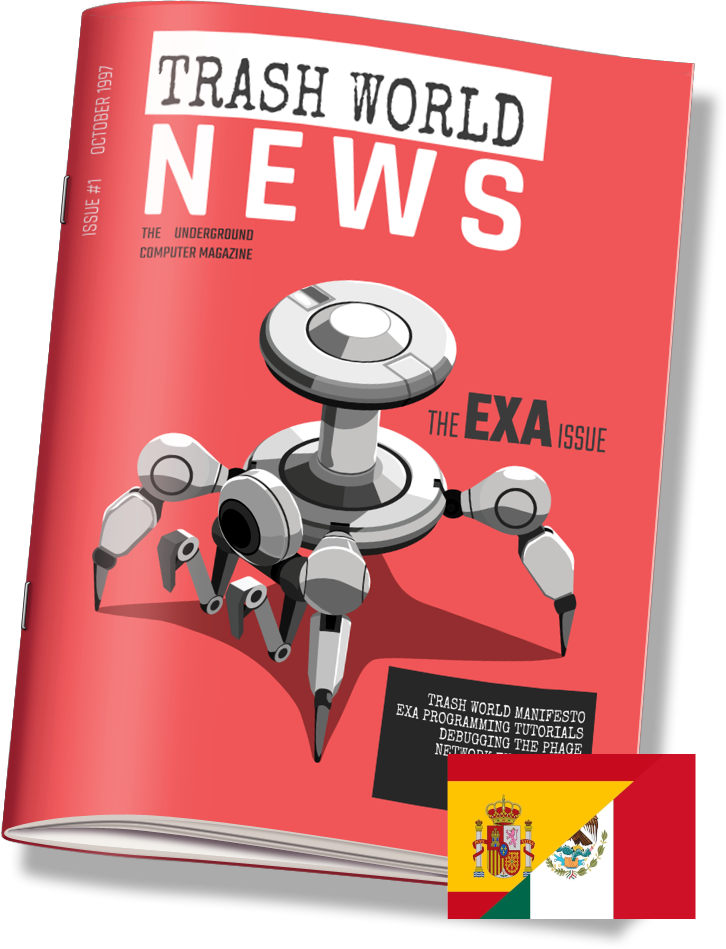 ISSUE #1 OCTOBER 1997
TRASH WORLD
NEWS
THE UNDERGROUND
COMPUTER MAGAZINE
THE EXA ISSUE
TRASH WORLD MANIFESTO
EXA PROGRAMMING TUTORIALS
DEBUGGING THE PHAGE